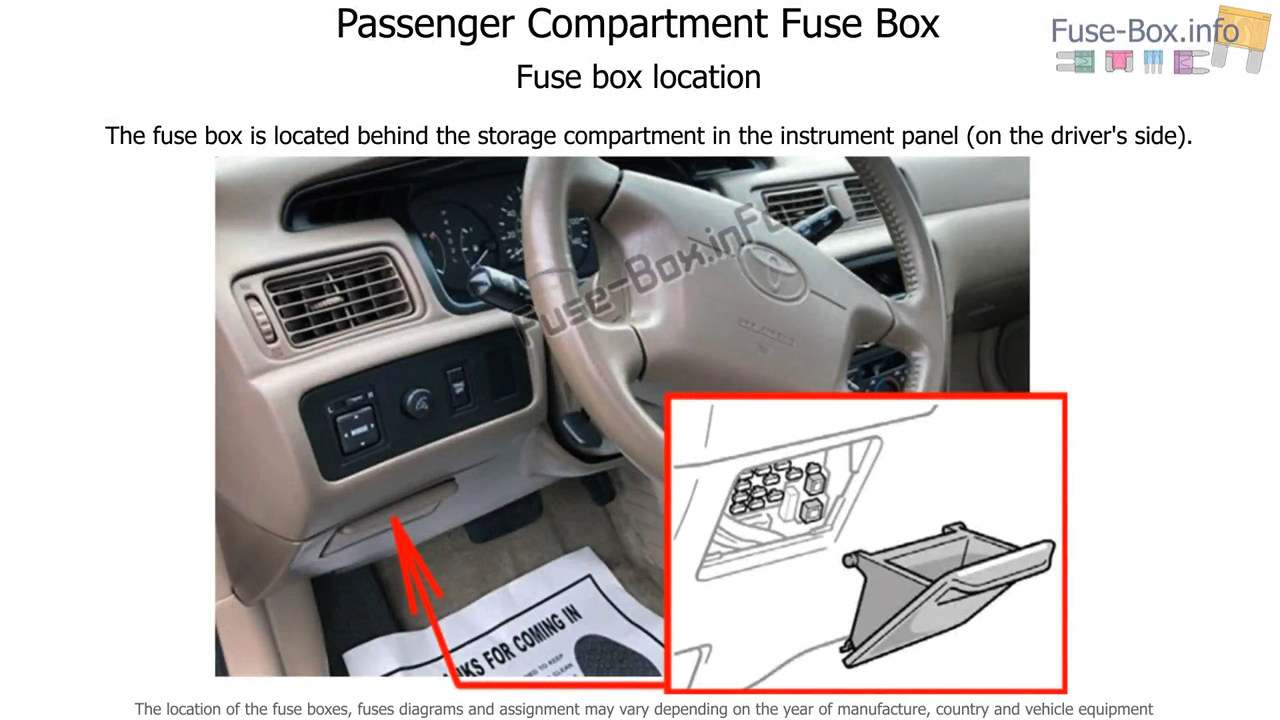 Passenger Compartment Fuse Box
Fuse-Box.info
Fuse box location
The fuse box is located behind the storage compartment in the instrument panel (on the driver's side).
Fuse-Box.inFo
L R
MIRROR
KS FOR COMING IN
The location of the fuse boxes, fuses diagrams and assignment may vary depending on the year of manufacture, country and vehicle equipment